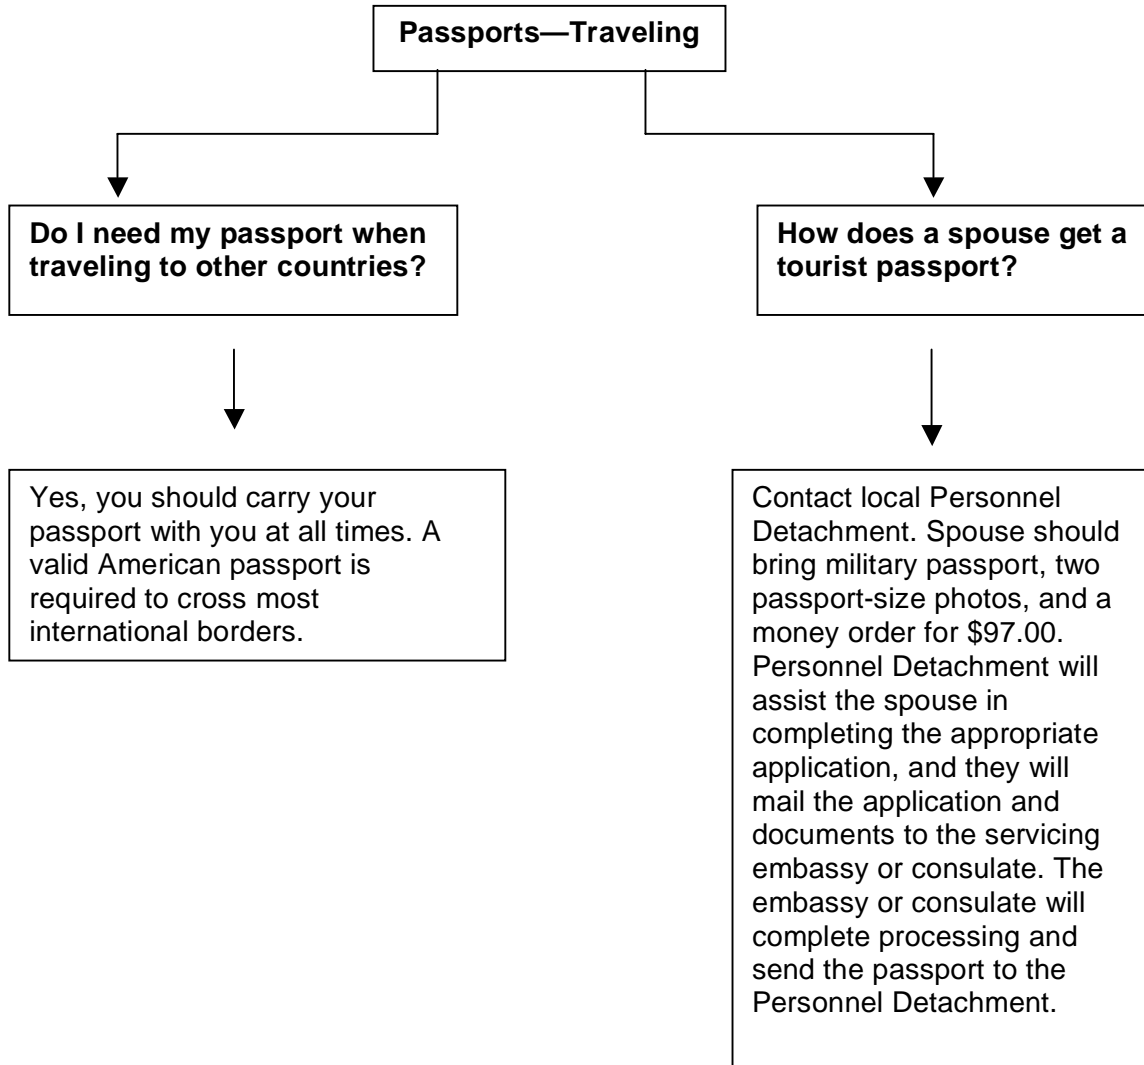 Passports—Traveling
Do I need my passport when
traveling to other countries?
How does a spouse get a
tourist passport?
Yes, you should carry your
passport with you at all times. A
valid American passport is
required to cross most
international borders.
Contact local Personnel
Detachment. Spouse should
bring military passport, two
passport-size photos, and a
money order for $97.00.
Personnel Detachment will
assist the spouse in
completing the appropriate
application, and they will
mail the application and
documents to the servicing
embassy or consulate. The
embassy or consulate will
complete processing and
send the passport to the
Personnel Detachment.